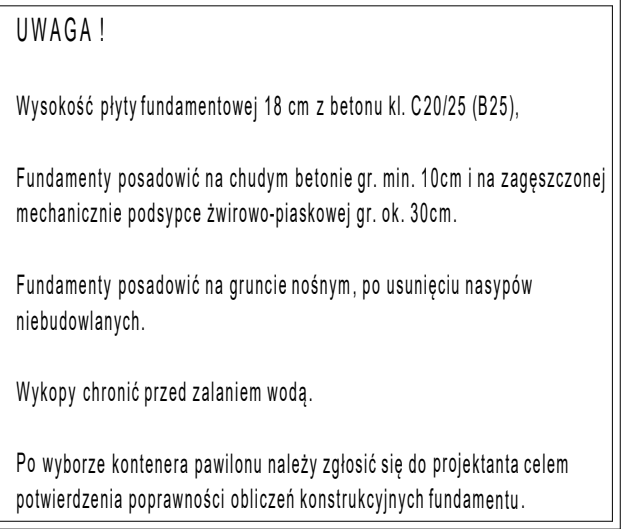 UWAGA !
Wysokość płyty fundamentowej 18 cm z betonu kl. C20/25 (B25),
Fundamenty posadowić na chudym betonie gr. min. 10cm i na zagęszczonej
mechanicznie podsypce żwirowo-piaskowej gr. ok. 30cm.
Fundamenty posadowić na gruncie nośnym, po usunięciu nasypów
niebudowlanych.
Wykopy chronić przed zalaniem wodą.
Po wyborze kontenera pawilonu należy zgłosić się do projektanta celem
potwierdzenia poprawności obliczeń konstrukcyjnych fundamentu.